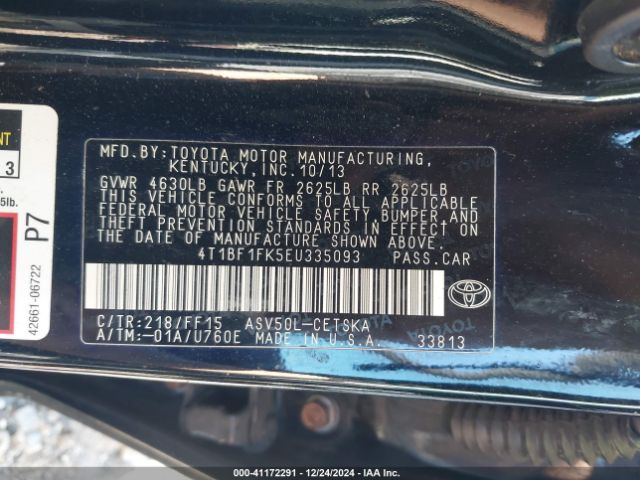 MFD.BY:TOYOTA MOTOR MANUFACTURING,
KENTUCKY,INC.10/13
GVWR 4630LB GAWR FR 2625LB RR 2625LB
THIS VEHICLE CONFORMS TO ALL APPLICABLE
FEDERAL MOTOR VEHICLE SAFETY,BUMPER,AND
THEFT PREVENTION STANDARDS IN EFFECT
ON THE DATE OF MANUFACTURE SHOWN ABOVE.
4T1BF1FK5EU335093 PASS.CAR
C/TR:218/FF15 ASV50L-CETSKA
A/TM:-01A/U760E MADE IN U.S.A. 33813
NT
3
5lb.
P7
42661-06722
000-41172291 - 12/24/2024 - IAA Inc.